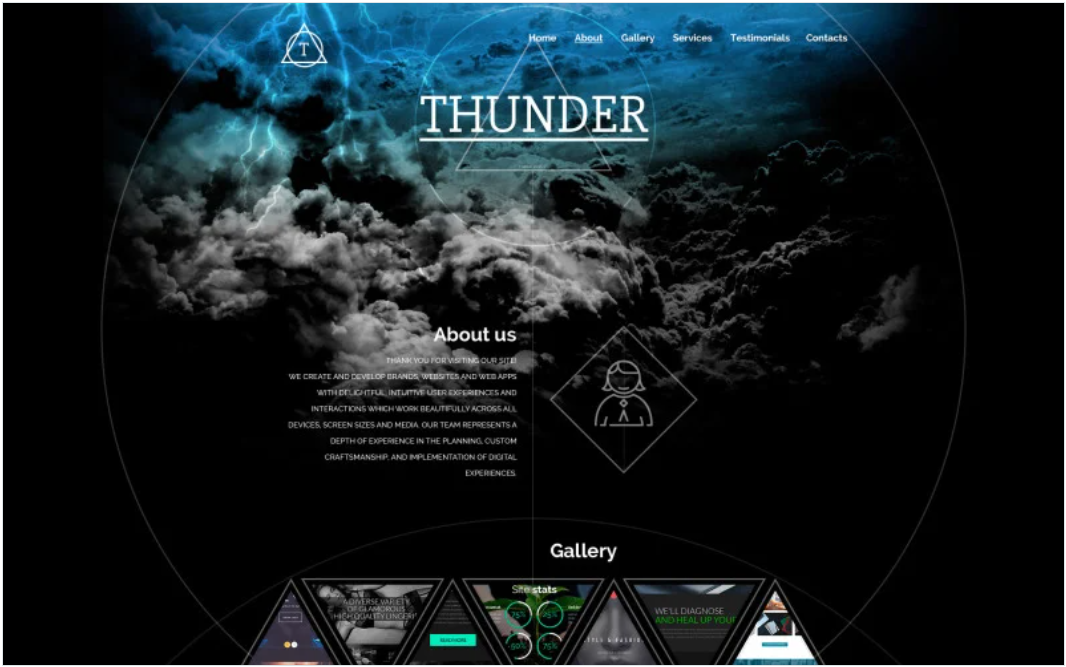 T
Home About Gallery Services Testimonials Contacts
THUNDER
About us
THANK YOU FOR VISITING OUR SITE!
WE CREATE AND DEVELOP BRANDS, WEBSITES AND WEB APPS
WITH DELIGHTFUL, INTUITIVE USER EXPERIENCES AND
INTERACTIONS WHICH WORK BEAUTIFULLY ACROSS ALL
DEVICES, SCREEN SIZES AND MEDIA. OUR TEAM REPRESENTS A
DEPTH OF EXPERIENCE IN THE PLANNING, CUSTOM
CRAFTSMANSHIP, AND IMPLEMENTATION OF DIGITAL
EXPERIENCES.
Gallery
A DIVERSE VARIETY
OF GLAMOROUS
HIGH QUALITY LINGERI
READ MORE
Site stats
75% 25%
50% 75%
WE'LL DIAGNOSE
AND HEAL UP YOUR